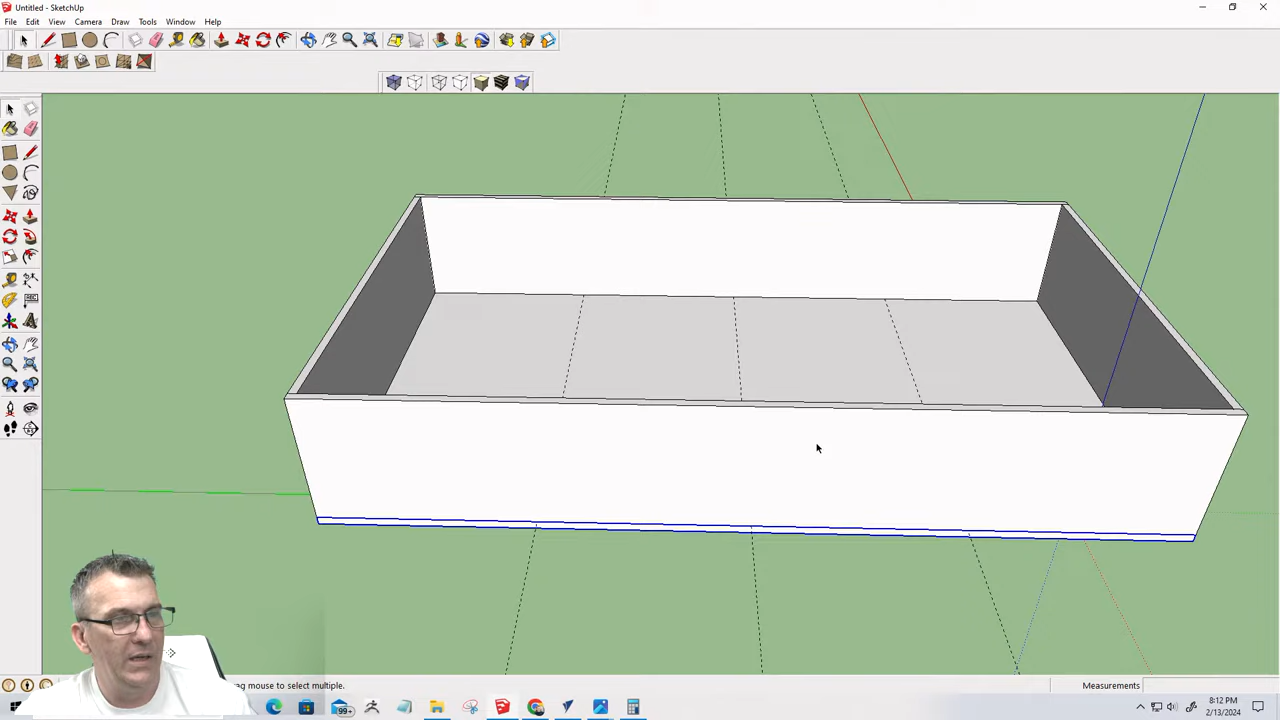 Untitled - SketchUp
File Edit View Camera Draw Tools Window Help
ag mouse to select multiple.
Measurements
99+
8:12 PM
2/13/2024